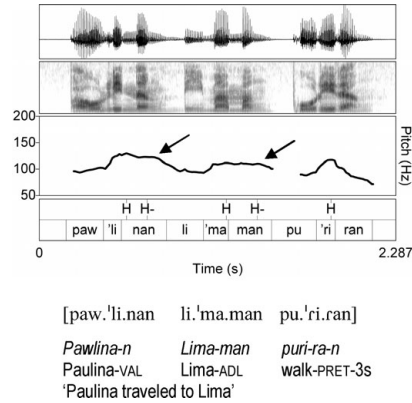 200
150
100
50
Pitch (Hz)
H H- H H- H
paw 'li nan li 'ma man pu 'ri ran
0 2.287
Time (s)
[paw.ˈli.nan li.ˈma.man pu.ˈɾi.ɾan]
Pawlina-n Lima-man puri-ra-n
Paulina-VAL Lima-ADL walk-PRET-3s
‘Paulina traveled to Lima’